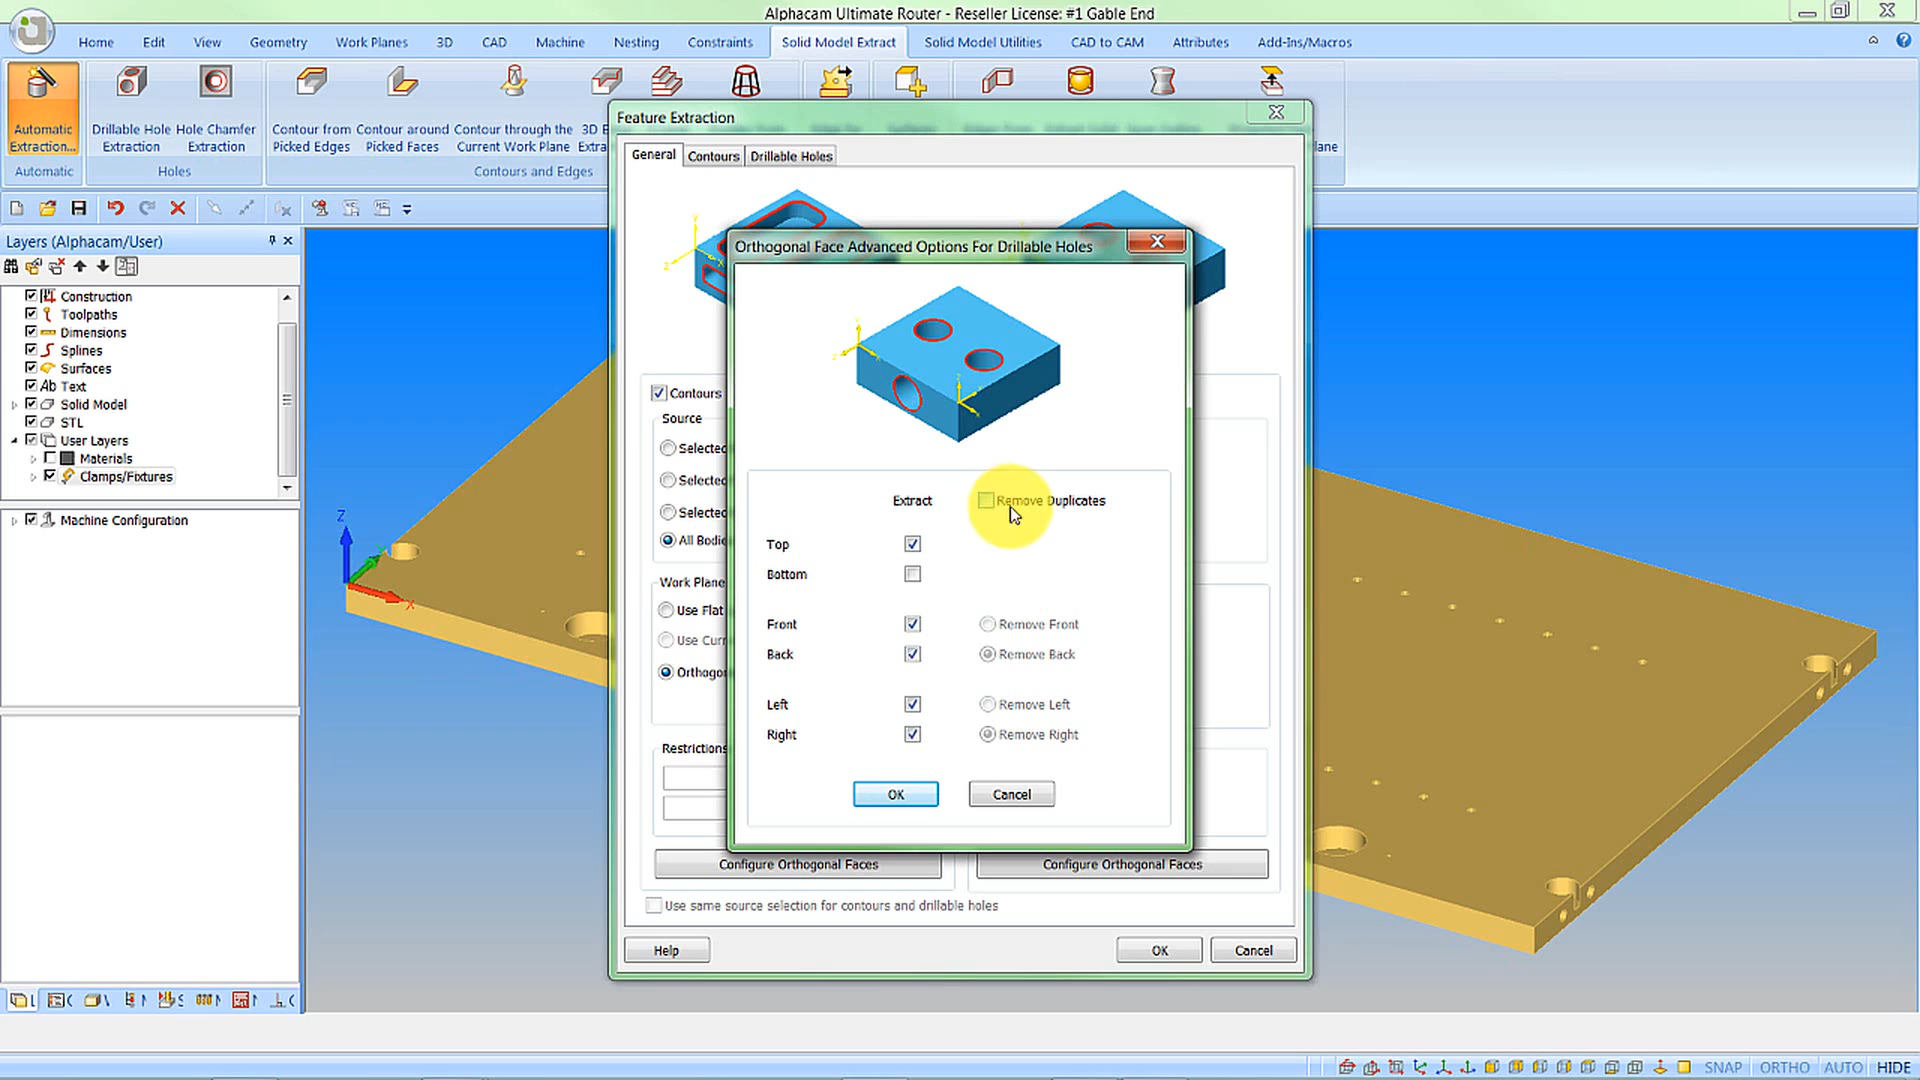 Alphacam Ultimate Router - Reseller License: #1 Gable End
Home Edit View Geometry Work Planes 3D CAD Machine Nesting Constraints Solid Model Extract Solid Model Utilities CAD to CAM Attributes Add-Ins/Macros
Automatic Extraction...
Drillable Hole Extraction
Hole Chamfer Extraction
Contour from Picked Edges
Contour around Picked Faces
Contour through the Current Work Plane
Automatic
Holes
Contours and Edges
Feature Extraction
General Contours Drillable Holes
Layers (Alphacam/User)
Construction
Toolpaths
Dimensions
Splines
Surfaces
Ab Text
Solid Model
STL
User Layers
Materials
Clamps/Fixtures
Machine Configuration
Z
X
Contours
Source
All
Work Plane
Use Flat
Restrictions
Configure Orthogonal Faces
Configure Orthogonal Faces
Use same source selection for contours and drillable holes
Help
OK
Cancel
Orthogonal Face Advanced Options For Drillable Holes
Extract
Remove Duplicates
Top
Bottom
Front
Remove Front
Back
Remove Back
Left
Remove Left
Right
Remove Right
OK
Cancel
SNAP ORTHO AUTO HIDE